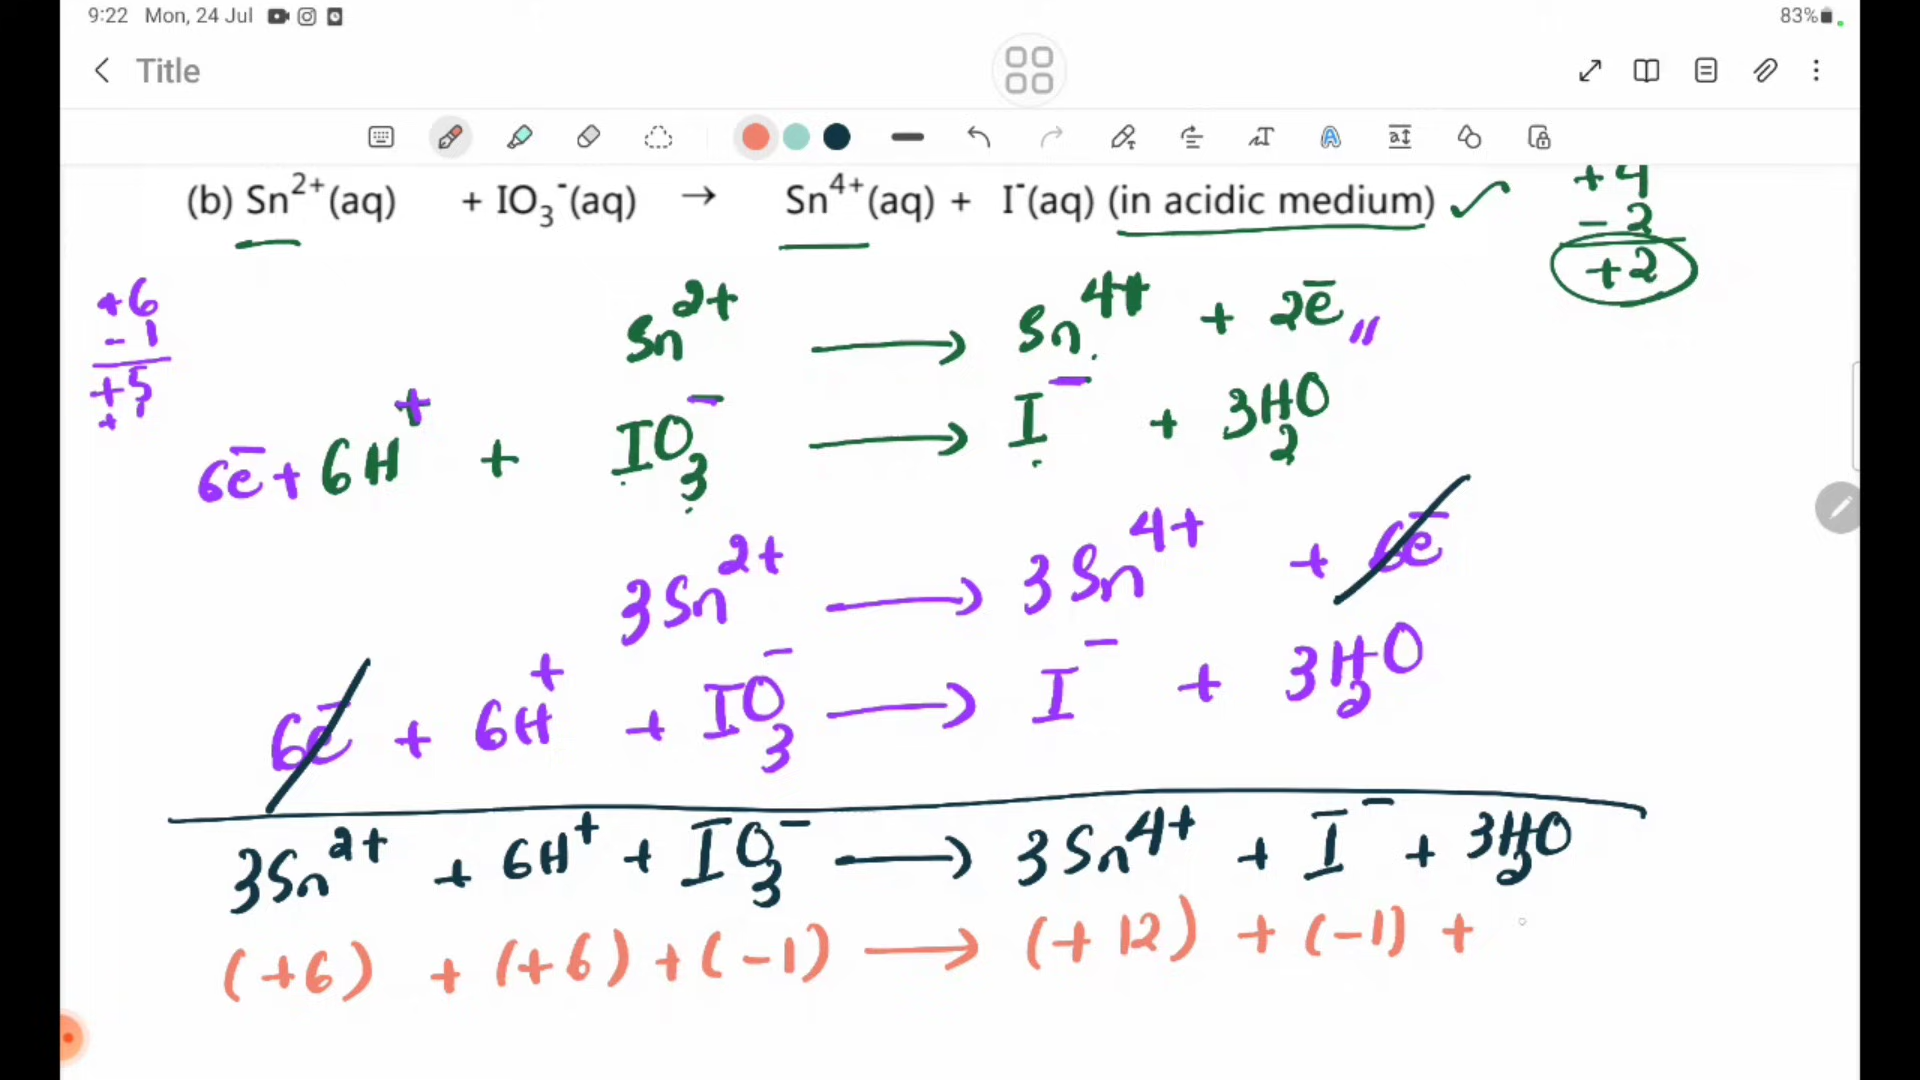 9:22 Mon, 24 Jul
83%
Title
(b) Sn²⁺(aq) + IO₃⁻(aq) → Sn⁴⁺(aq) + I⁻(aq) (in acidic medium) ✓
+4
- 2
+2
+6
- 1
+5
+
Sn²⁺ ⟶ Sn⁴⁺ + 2e⁻ //
6e⁻ + 6H⁺ + IO₃⁻ ⟶ I⁻ + 3H₂O
3Sn²⁺ ⟶ 3Sn⁴⁺ + 6e⁻
6e⁻ + 6H⁺ + IO₃⁻ ⟶ I⁻ + 3H₂O
3Sn²⁺ + 6H⁺ + IO₃⁻ ⟶ 3Sn⁴⁺ + I⁻ + 3H₂O
(+6) + (+6) + (-1) ⟶ (+12) + (-1) +